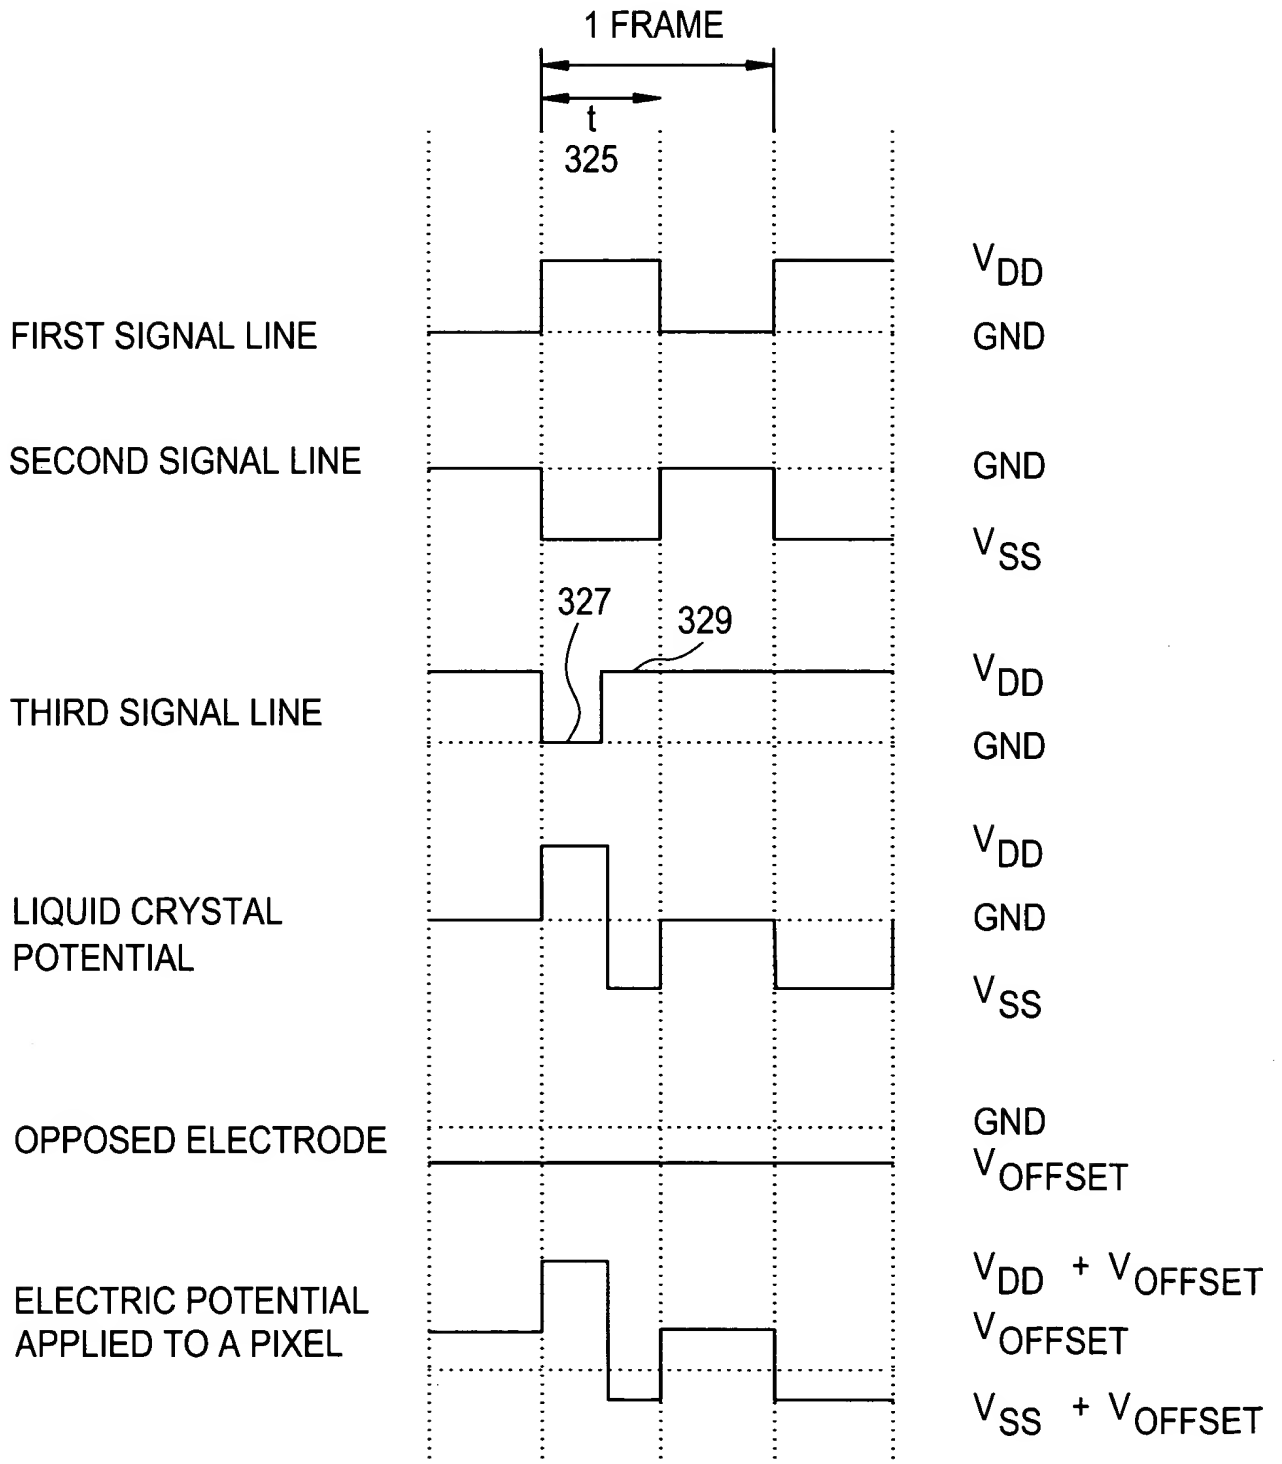 1 FRAME
t
325
VDD
FIRST SIGNAL LINE
GND
SECOND SIGNAL LINE
GND
VSS
327
329
VDD
THIRD SIGNAL LINE
GND
VDD
LIQUID CRYSTAL
POTENTIAL
GND
VSS
OPPOSED ELECTRODE
GND
VOFFSET
VDD + VOFFSET
ELECTRIC POTENTIAL
APPLIED TO A PIXEL
VOFFSET
VSS + VOFFSET